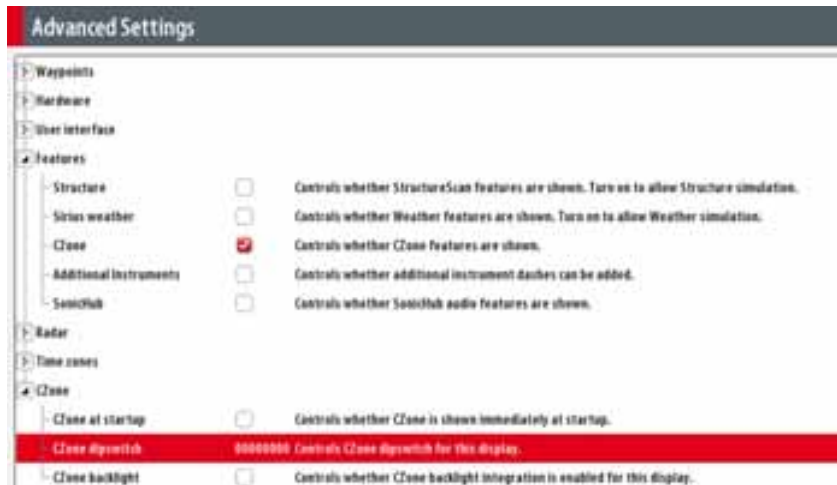 Advanced Settings
Waypoints
Hardware
User interface
Features
Structure Controls whether StructureScan features are shown. Turn on to allow Structure simulation.
Sirius weather Controls whether Weather features are shown. Turn on to allow Weather simulation.
CZone Controls whether CZone features are shown.
Additional Instruments Controls whether additional instrument dashes can be added.
SonicHub Controls whether SonicHub audio features are shown.
Radar
Time zones
CZone
CZone at startup Controls whether CZone is shown immediately at startup.
CZone dipswitch 00000000 Controls CZone dipswitch for this display.
CZone backlight Controls whether CZone backlight integration is enabled for this display.